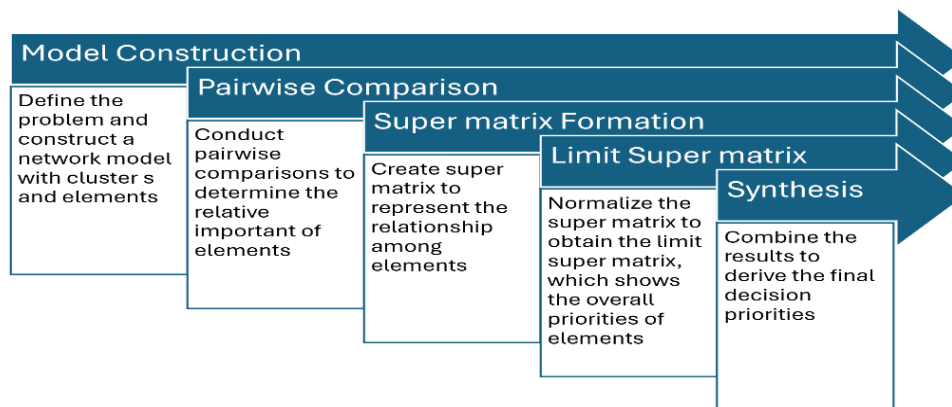 Model Construction
Define the
problem and
construct a
network model
with cluster s
and elements
Pairwise Comparison
Conduct
pairwise
comparisons to
determine the
relative
important of
elements
Super matrix Formation
Create super
matrix to
represent the
relationship
among
elements
Limit Super matrix
Normalize the
super matrix to
obtain the limit
super matrix,
which shows
the overall
priorities of
elements
Synthesis
Combine the
results to
derive the final
decision
priorities